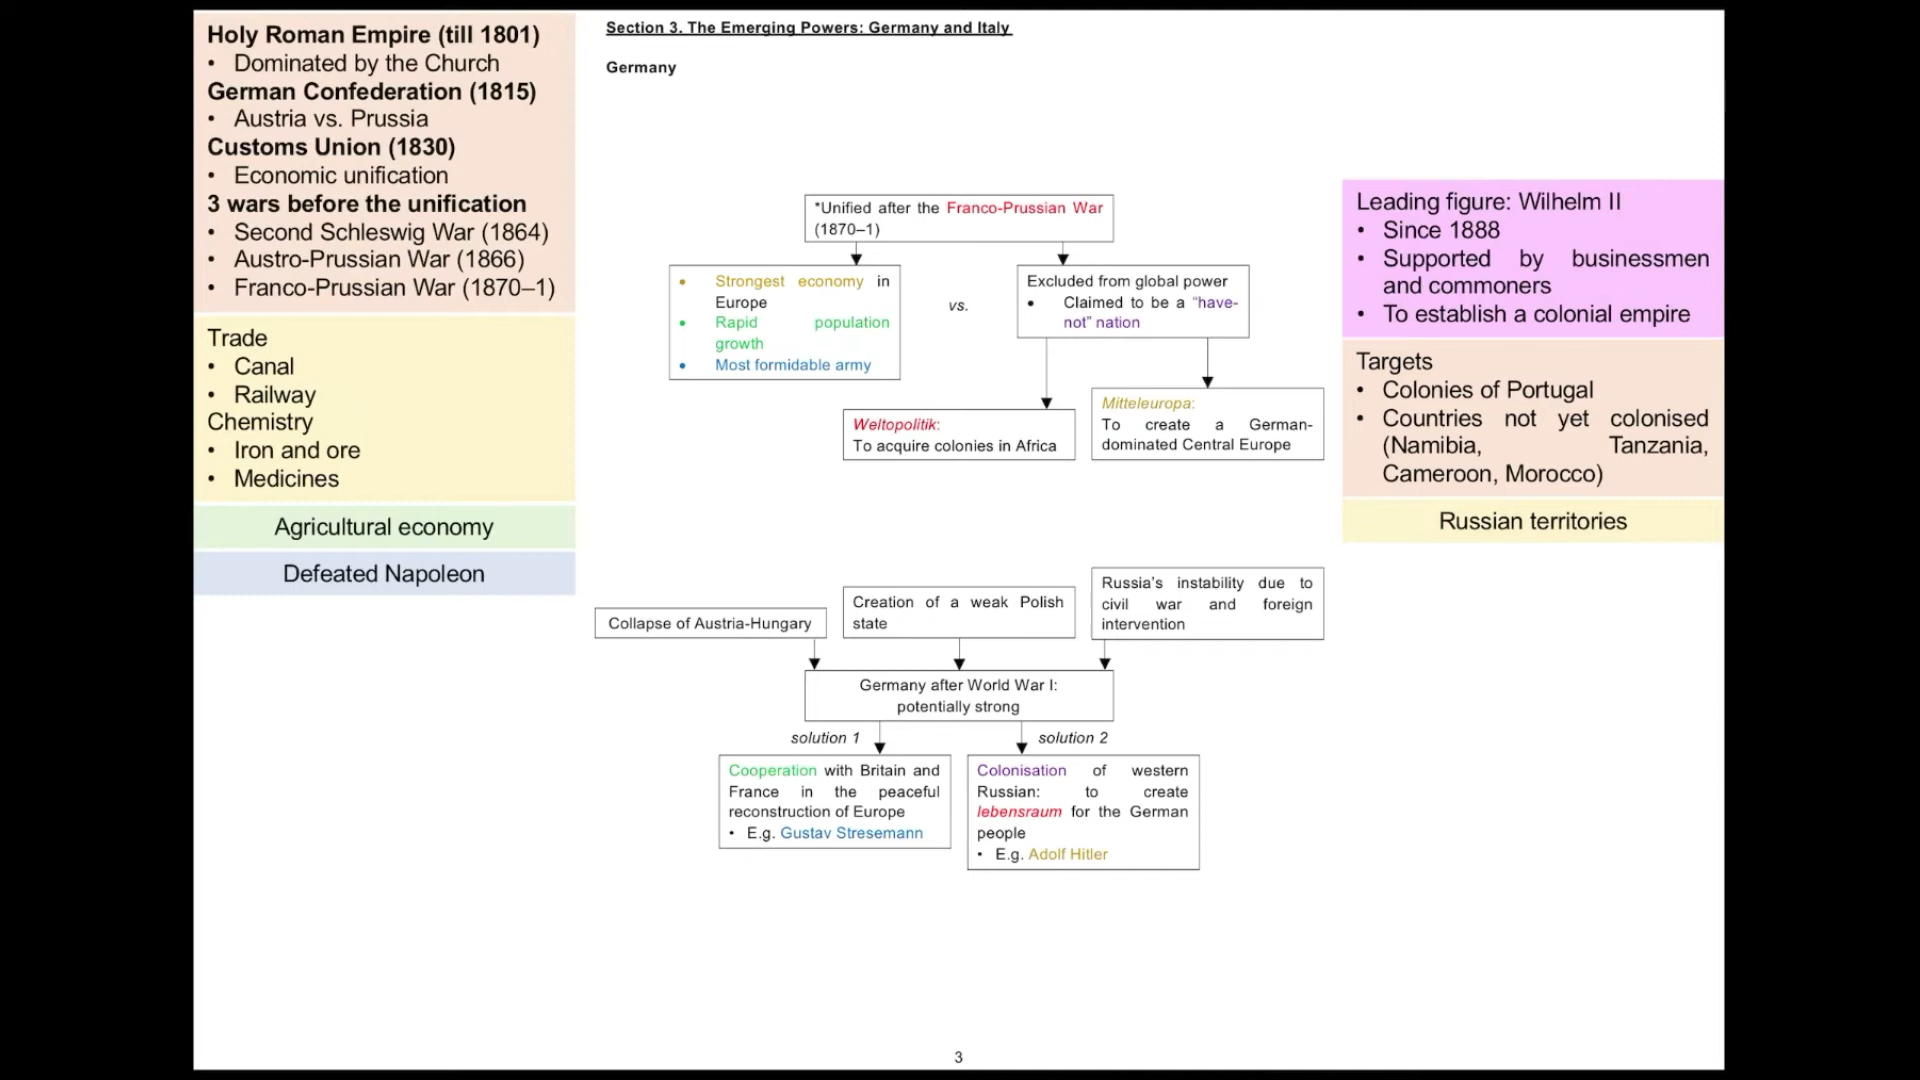 Holy Roman Empire (till 1801)
• Dominated by the Church
German Confederation (1815)
• Austria vs. Prussia
Customs Union (1830)
• Economic unification
3 wars before the unification
• Second Schleswig War (1864)
• Austro-Prussian War (1866)
• Franco-Prussian War (1870–1)
Trade
• Canal
• Railway
Chemistry
• Iron and ore
• Medicines
Agricultural economy
Defeated Napoleon
Section 3. The Emerging Powers: Germany and Italy
Germany
*Unified after the Franco-Prussian War
(1870–1)
• Strongest economy in
Europe
• Rapid population
growth
• Most formidable army
vs.
Excluded from global power
• Claimed to be a “have-
not” nation
Weltopolitik:
To acquire colonies in Africa
Mitteleuropa:
To create a German-
dominated Central Europe
Collapse of Austria-Hungary
Creation of a weak Polish
state
Russia’s instability due to
civil war and foreign
intervention
Germany after World War I:
potentially strong
solution 1
solution 2
Cooperation with Britain and
France in the peaceful
reconstruction of Europe
• E.g. Gustav Stresemann
Colonisation of western
Russian: to create
lebensraum for the German
people
• E.g. Adolf Hitler
Leading figure: Wilhelm II
• Since 1888
• Supported by businessmen
and commoners
• To establish a colonial empire
Targets
• Colonies of Portugal
• Countries not yet colonised
(Namibia, Tanzania,
Cameroon, Morocco)
Russian territories
3